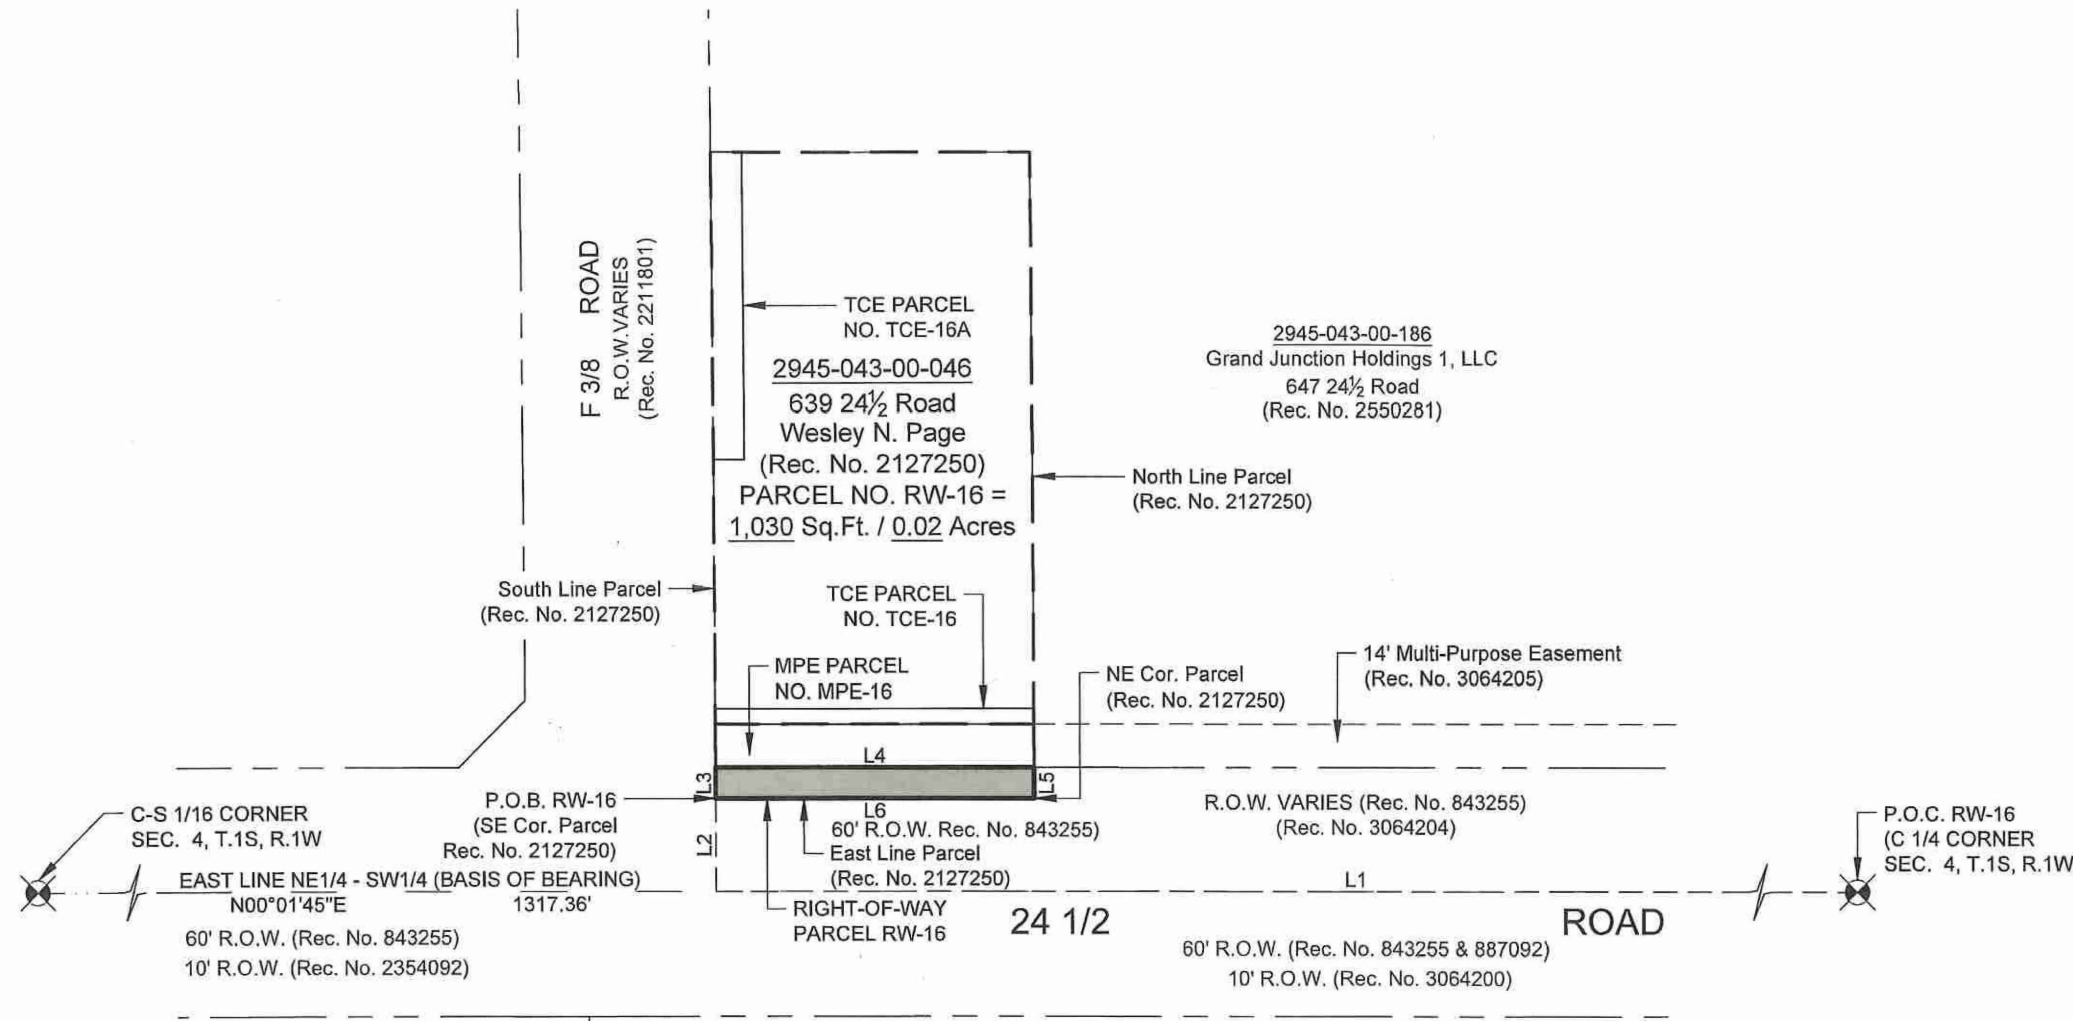 F 3/8 ROAD
R.O.W.VARIES
(Rec. No. 2211801)
TCE PARCEL
NO. TCE-16A
2945-043-00-046
639 24½ Road
Wesley N. Page
(Rec. No. 2127250)
PARCEL NO. RW-16 =
1,030 Sq.Ft. / 0.02 Acres
2945-043-00-186
Grand Junction Holdings 1, LLC
647 24½ Road
(Rec. No. 2550281)
North Line Parcel
(Rec. No. 2127250)
South Line Parcel
(Rec. No. 2127250)
TCE PARCEL
NO. TCE-16
MPE PARCEL
NO. MPE-16
NE Cor. Parcel
(Rec. No. 2127250)
14' Multi-Purpose Easement
(Rec. No. 3064205)
L4
L3
L5
L6
L2
P.O.B. RW-16
(SE Cor. Parcel
Rec. No. 2127250)
60' R.O.W. Rec. No. 843255)
East Line Parcel
(Rec. No. 2127250)
R.O.W. VARIES (Rec. No. 843255)
(Rec. No. 3064204)
C-S 1/16 CORNER
SEC. 4, T.1S, R.1W
P.O.C. RW-16
(C 1/4 CORNER
SEC. 4, T.1S, R.1W
EAST LINE NE1/4 - SW1/4 (BASIS OF BEARING)
N00°01'45"E 1317.36'
L1
RIGHT-OF-WAY
PARCEL RW-16
24 1/2 ROAD
60' R.O.W. (Rec. No. 843255)
10' R.O.W. (Rec. No. 2354092)
60' R.O.W. (Rec. No. 843255 & 887092)
10' R.O.W. (Rec. No. 3064200)